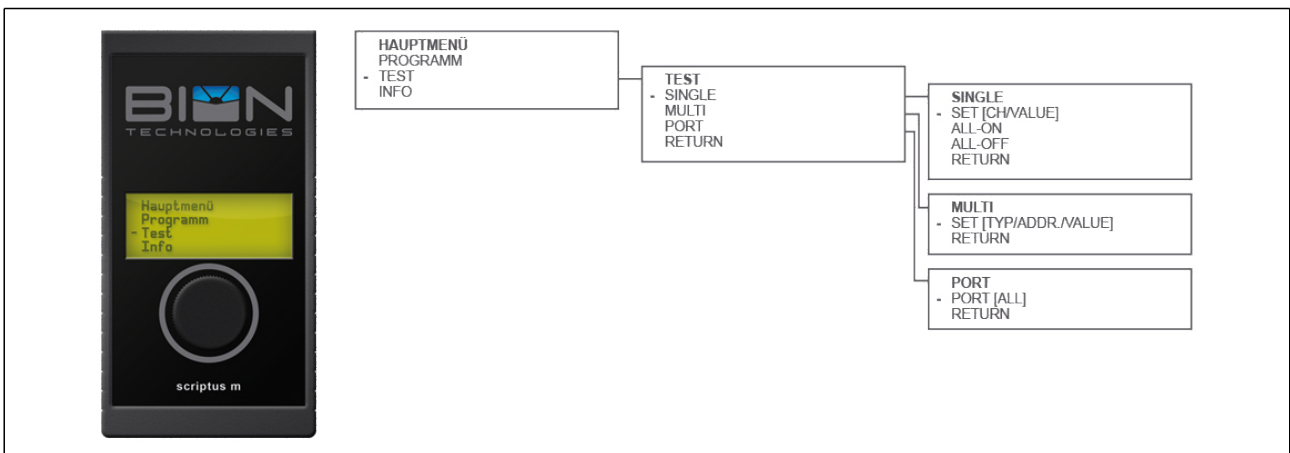 BION
TECHNOLOGIES
Hauptmenü
Programm
- Test
Info
scriptus m
HAUPTMENÜ
PROGRAMM
- TEST
INFO
TEST
- SINGLE
MULTI
PORT
RETURN
SINGLE
- SET [CH/VALUE]
ALL-ON
ALL-OFF
RETURN
MULTI
- SET [TYP/ADDR./VALUE]
RETURN
PORT
- PORT [ALL]
RETURN